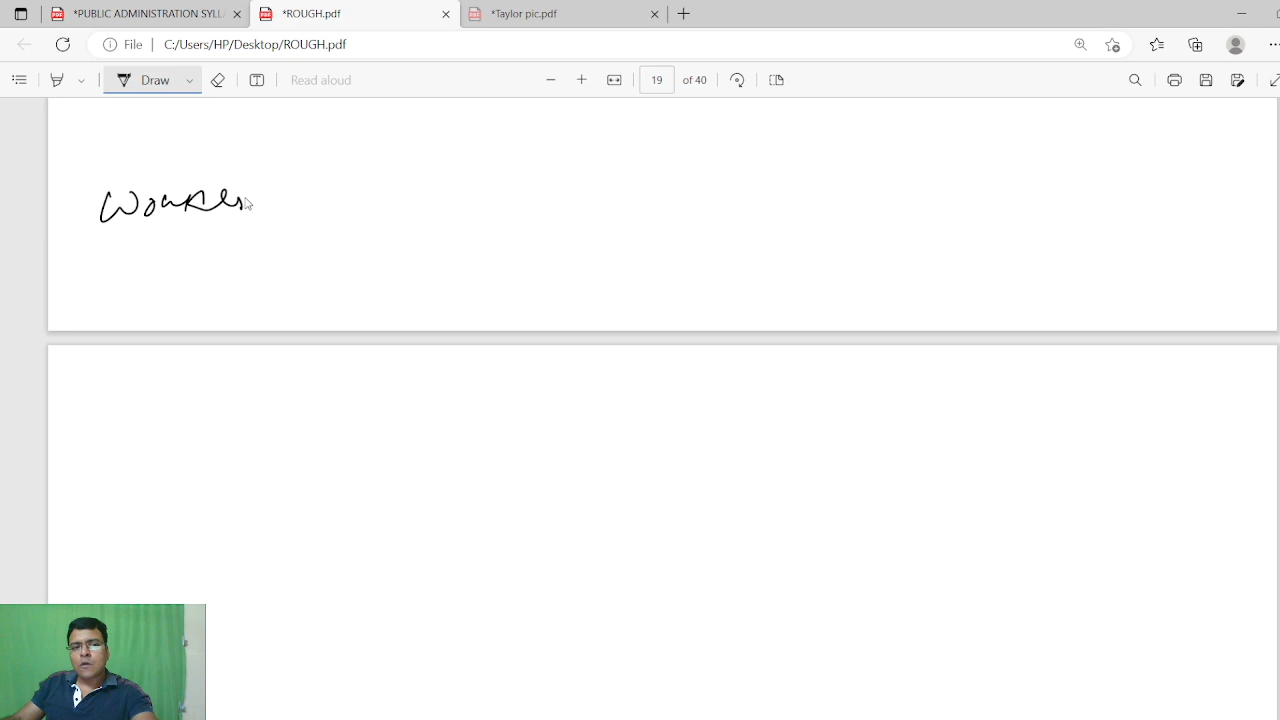 *PUBLIC ADMINISTRATION SYLL
*ROUGH.pdf
*Taylor pic.pdf
File
C:/Users/HP/Desktop/ROUGH.pdf
Draw
Read aloud
19
of 40
Worker